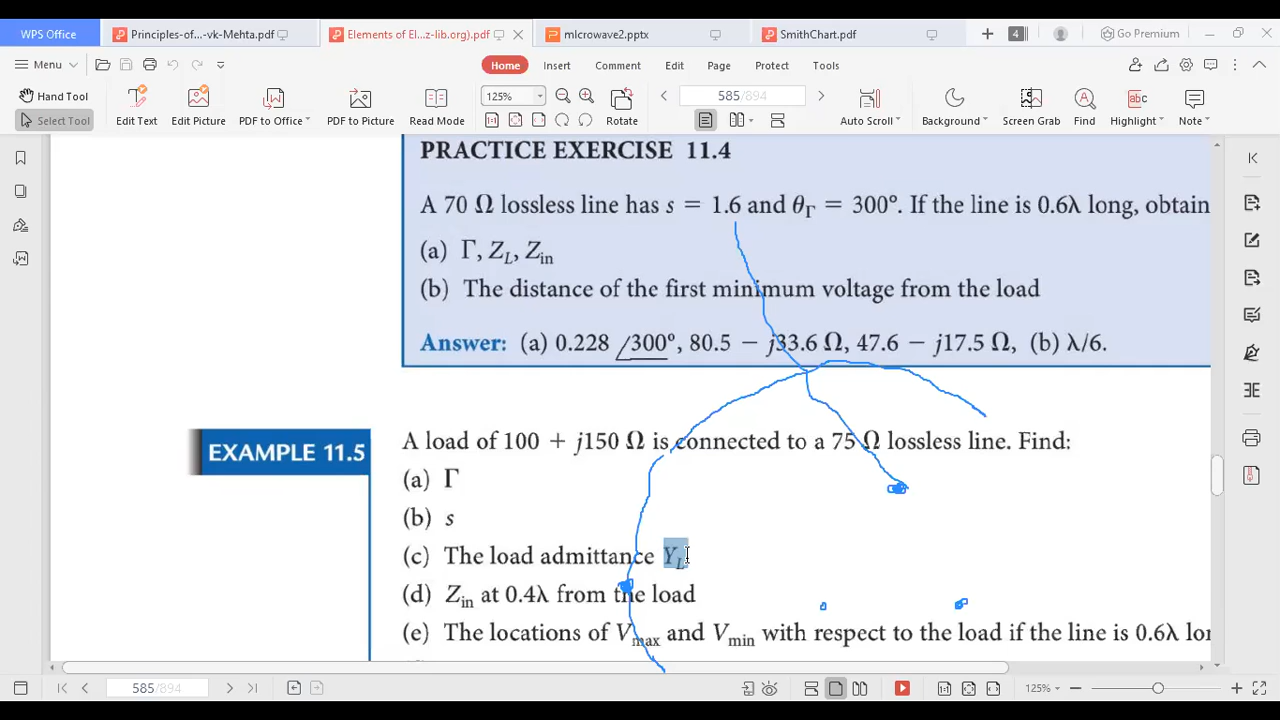 WPS Office
Principles-of...-vk-Mehta.pdf
Elements of El...z-lib.org).pdf
mIcrowave2.pptx
SmithChart.pdf
4
Go Premium
Menu
Home
Insert
Comment
Edit
Page
Protect
Tools
Hand Tool
Select Tool
Edit Text
Edit Picture
PDF to Office
PDF to Picture
Read Mode
125%
Rotate
585/894
Auto Scroll
Background
Screen Grab
Find
Highlight
Note
PRACTICE EXERCISE 11.4
A 70 Ω lossless line has s = 1.6 and θΓ = 300°. If the line is 0.6λ long, obtain
(a) Γ, ZL, Zin
(b) The distance of the first minimum voltage from the load
Answer: (a) 0.228 /300°, 80.5 − j33.6 Ω, 47.6 − j17.5 Ω, (b) λ/6.
EXAMPLE 11.5
A load of 100 + j150 Ω is connected to a 75 Ω lossless line. Find:
(a) Γ
(b) s
(c) The load admittance YL
(d) Zin at 0.4λ from the load
(e) The locations of Vmax and Vmin with respect to the load if the line is 0.6λ lor
585/894
125%